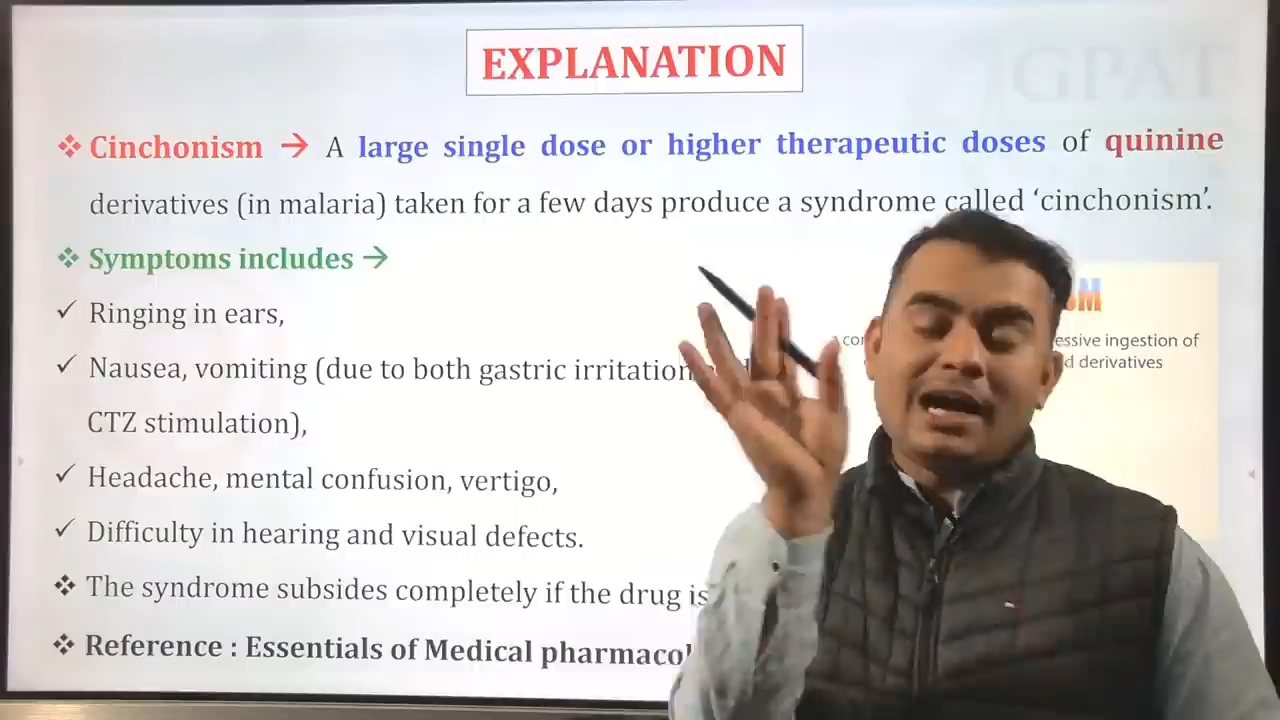 GPAT
EXPLANATION
❖ Cinchonism → A large single dose or higher therapeutic doses of quinine
derivatives (in malaria) taken for a few days produce a syndrome called ‘cinchonism’.
❖ Symptoms includes →
✓ Ringing in ears,
✓ Nausea, vomiting (due to both gastric irritation
CTZ stimulation),
✓ Headache, mental confusion, vertigo,
✓ Difficulty in hearing and visual defects.
❖ The syndrome subsides completely if the drug is
❖ Reference : Essentials of Medical
ingestion of
derivatives